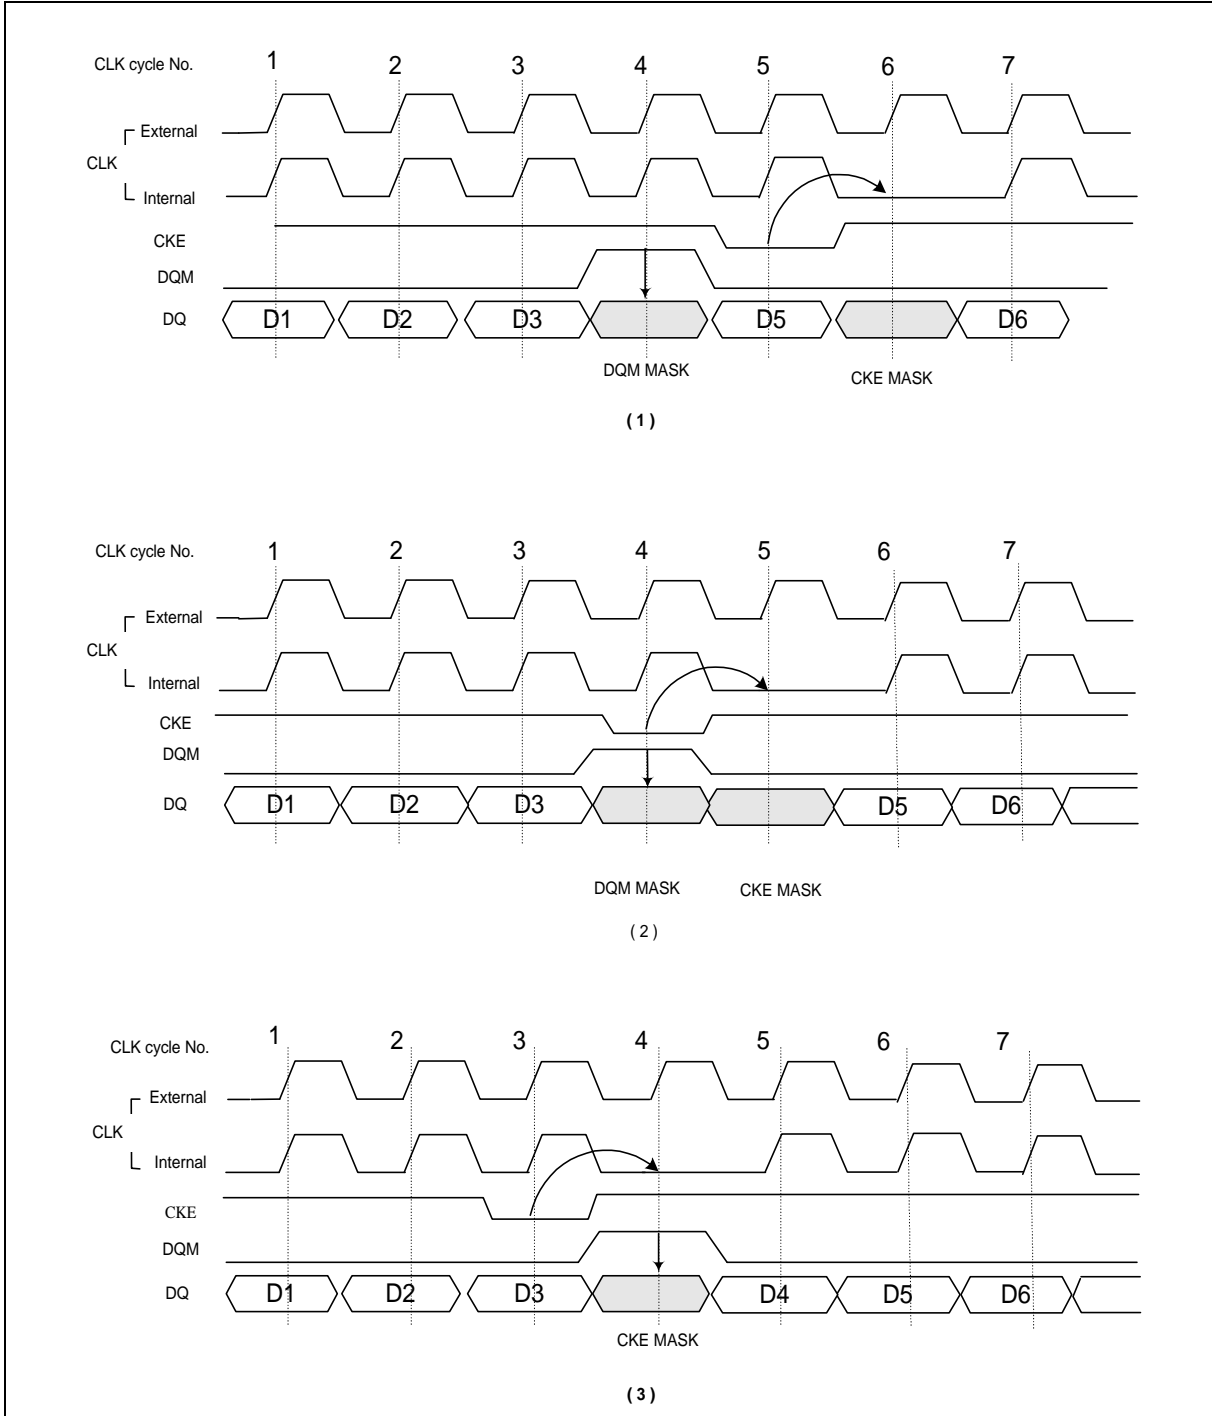 CLK cycle No. 1 2 3 4 5 6 7
External
CLK
Internal
CKE
DQM
DQ D1 D2 D3 D5 D6
DQM MASK CKE MASK
( 1 )
CLK cycle No. 1 2 3 4 5 6 7
External
CLK
Internal
CKE
DQM
DQ D1 D2 D3 D5 D6
DQM MASK CKE MASK
( 2 )
CLK cycle No. 1 2 3 4 5 6 7
External
CLK
Internal
CKE
DQM
DQ D1 D2 D3 D4 D5 D6
CKE MASK
( 3 )